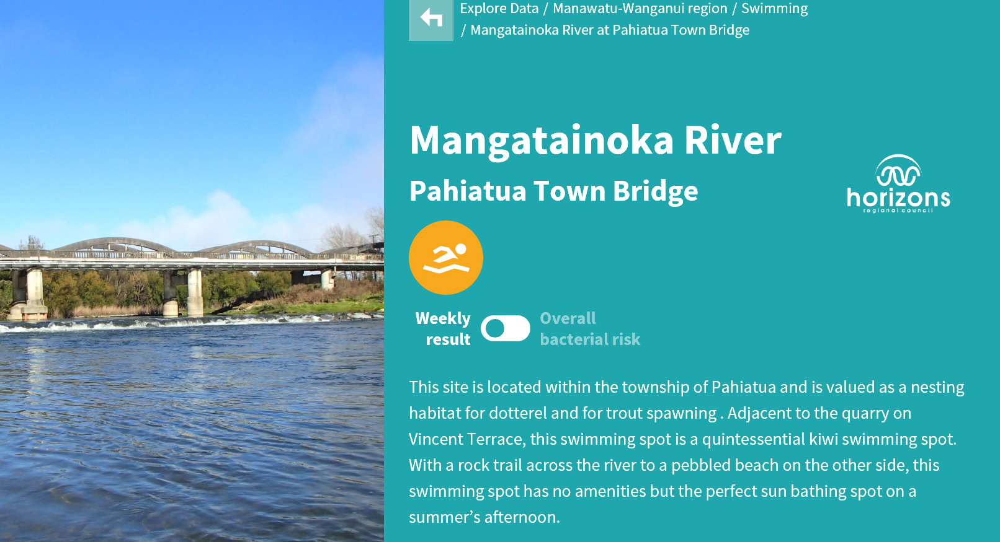 Explore Data / Manawatu-Wanganui region / Swimming
/ Mangatainoka River at Pahiatua Town Bridge
Mangatainoka River
Pahiatua Town Bridge
horizons
regional council
Weekly
result
Overall
bacterial risk
This site is located within the township of Pahiatua and is valued as a nesting
habitat for dotterel and for trout spawning . Adjacent to the quarry on
Vincent Terrace, this swimming spot is a quintessential kiwi swimming spot.
With a rock trail across the river to a pebbled beach on the other side, this
swimming spot has no amenities but the perfect sun bathing spot on a
summer’s afternoon.